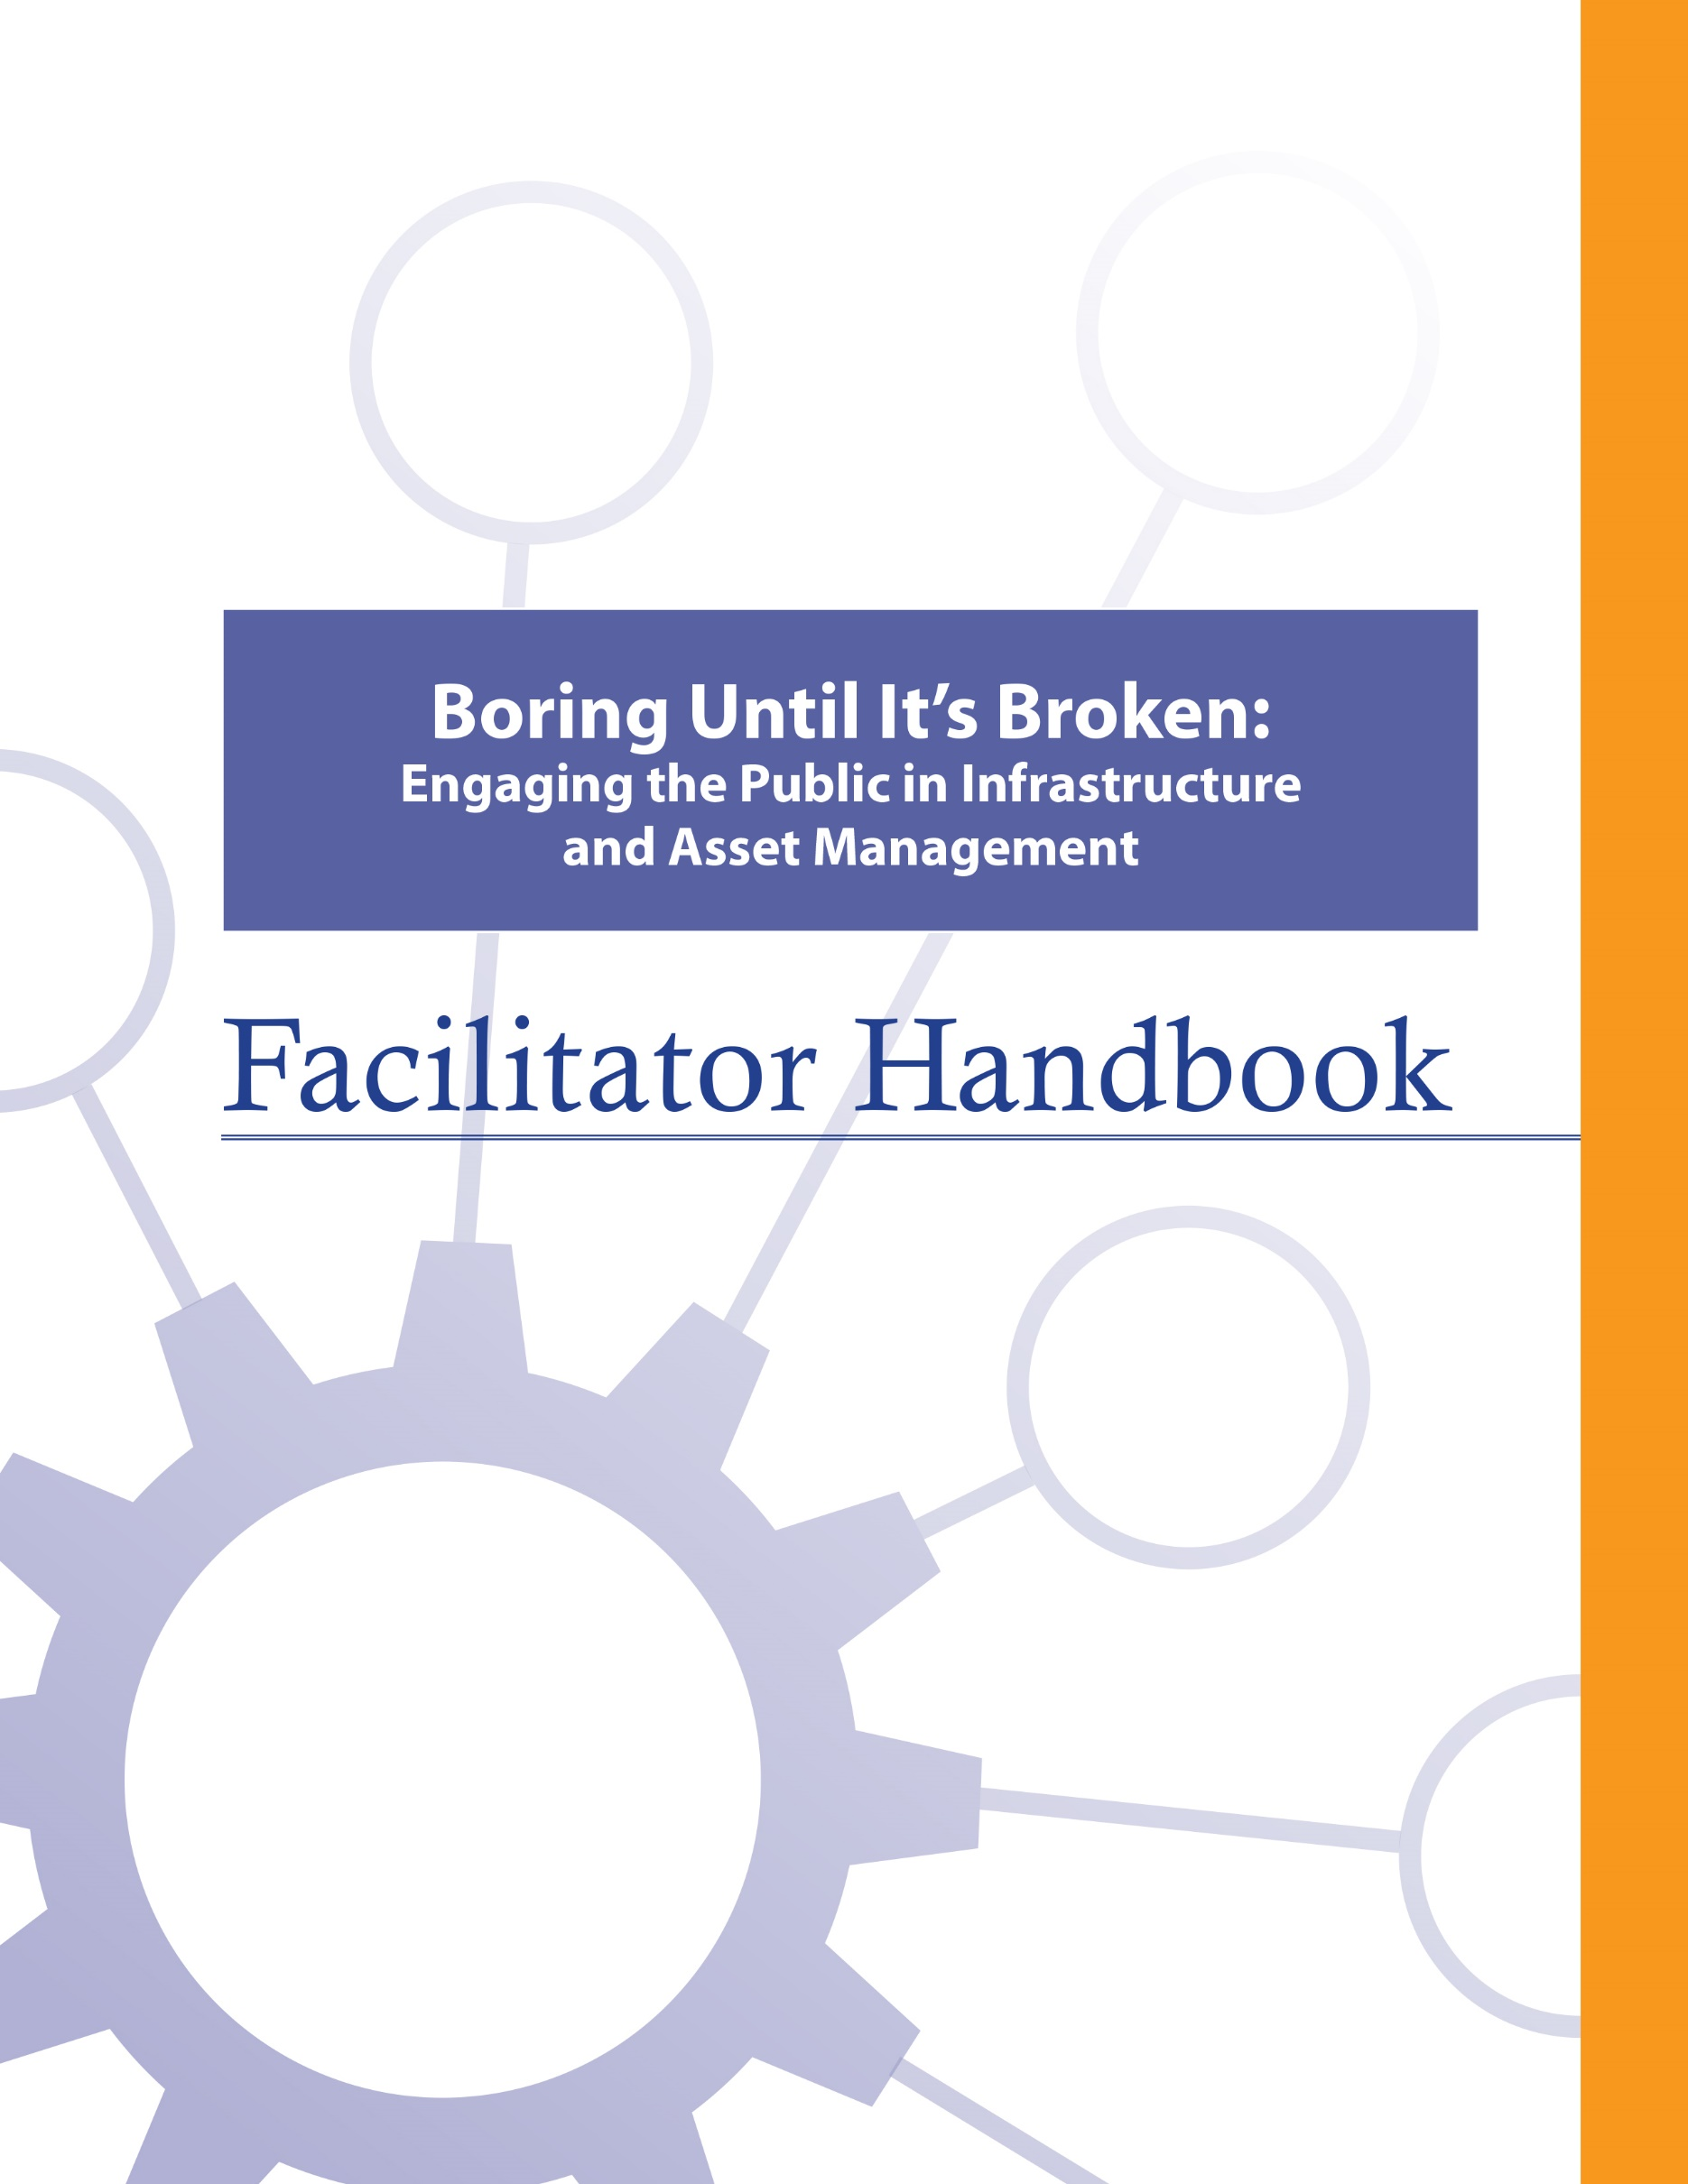 Boring Until It’s Broken:
Engaging the Public in Infrastructure
and Asset Management
Facilitator Handbook